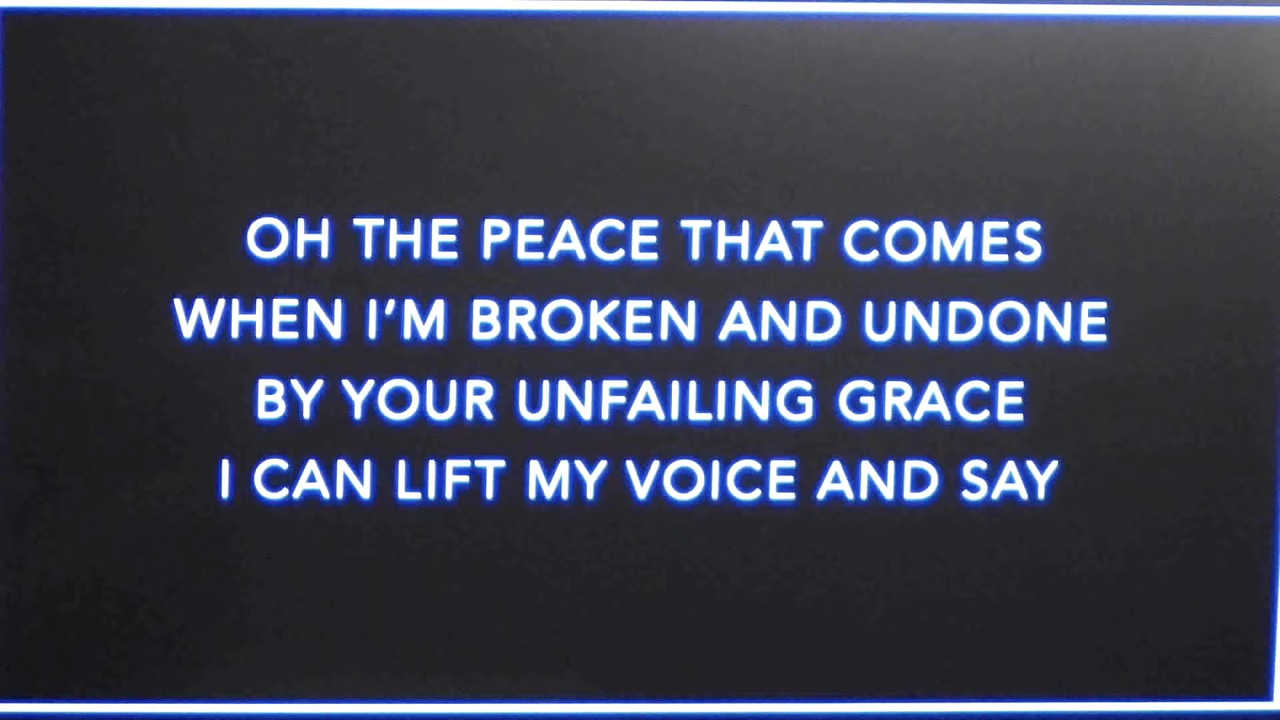 OH THE PEACE THAT COMES
WHEN I'M BROKEN AND UNDONE
BY YOUR UNFAILING GRACE
I CAN LIFT MY VOICE AND SAY